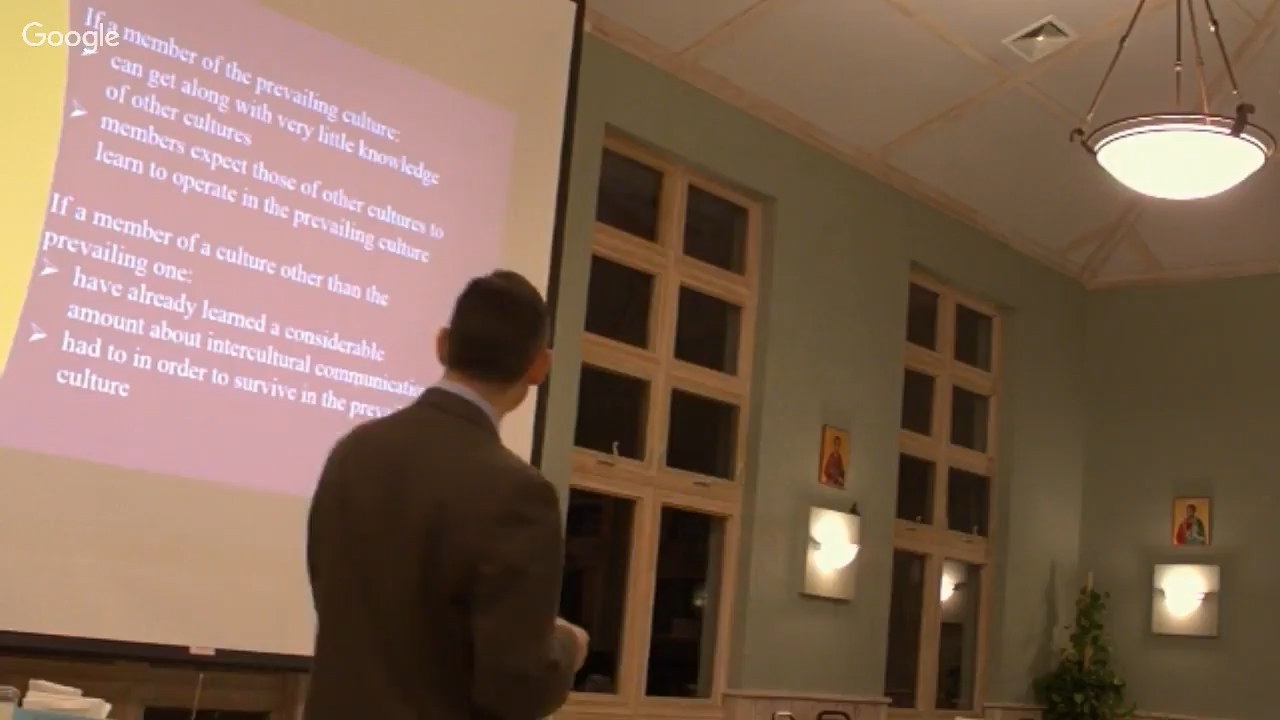 Google
If a member of the prevailing culture:
➢ can get along with very little knowledge
of other cultures
➢ members expect those of other cultures to
learn to operate in the prevailing culture
If a member of a culture other than the
prevailing one:
➢ have already learned a considerable
amount about intercultural
➢ had to in order to survive in the
culture